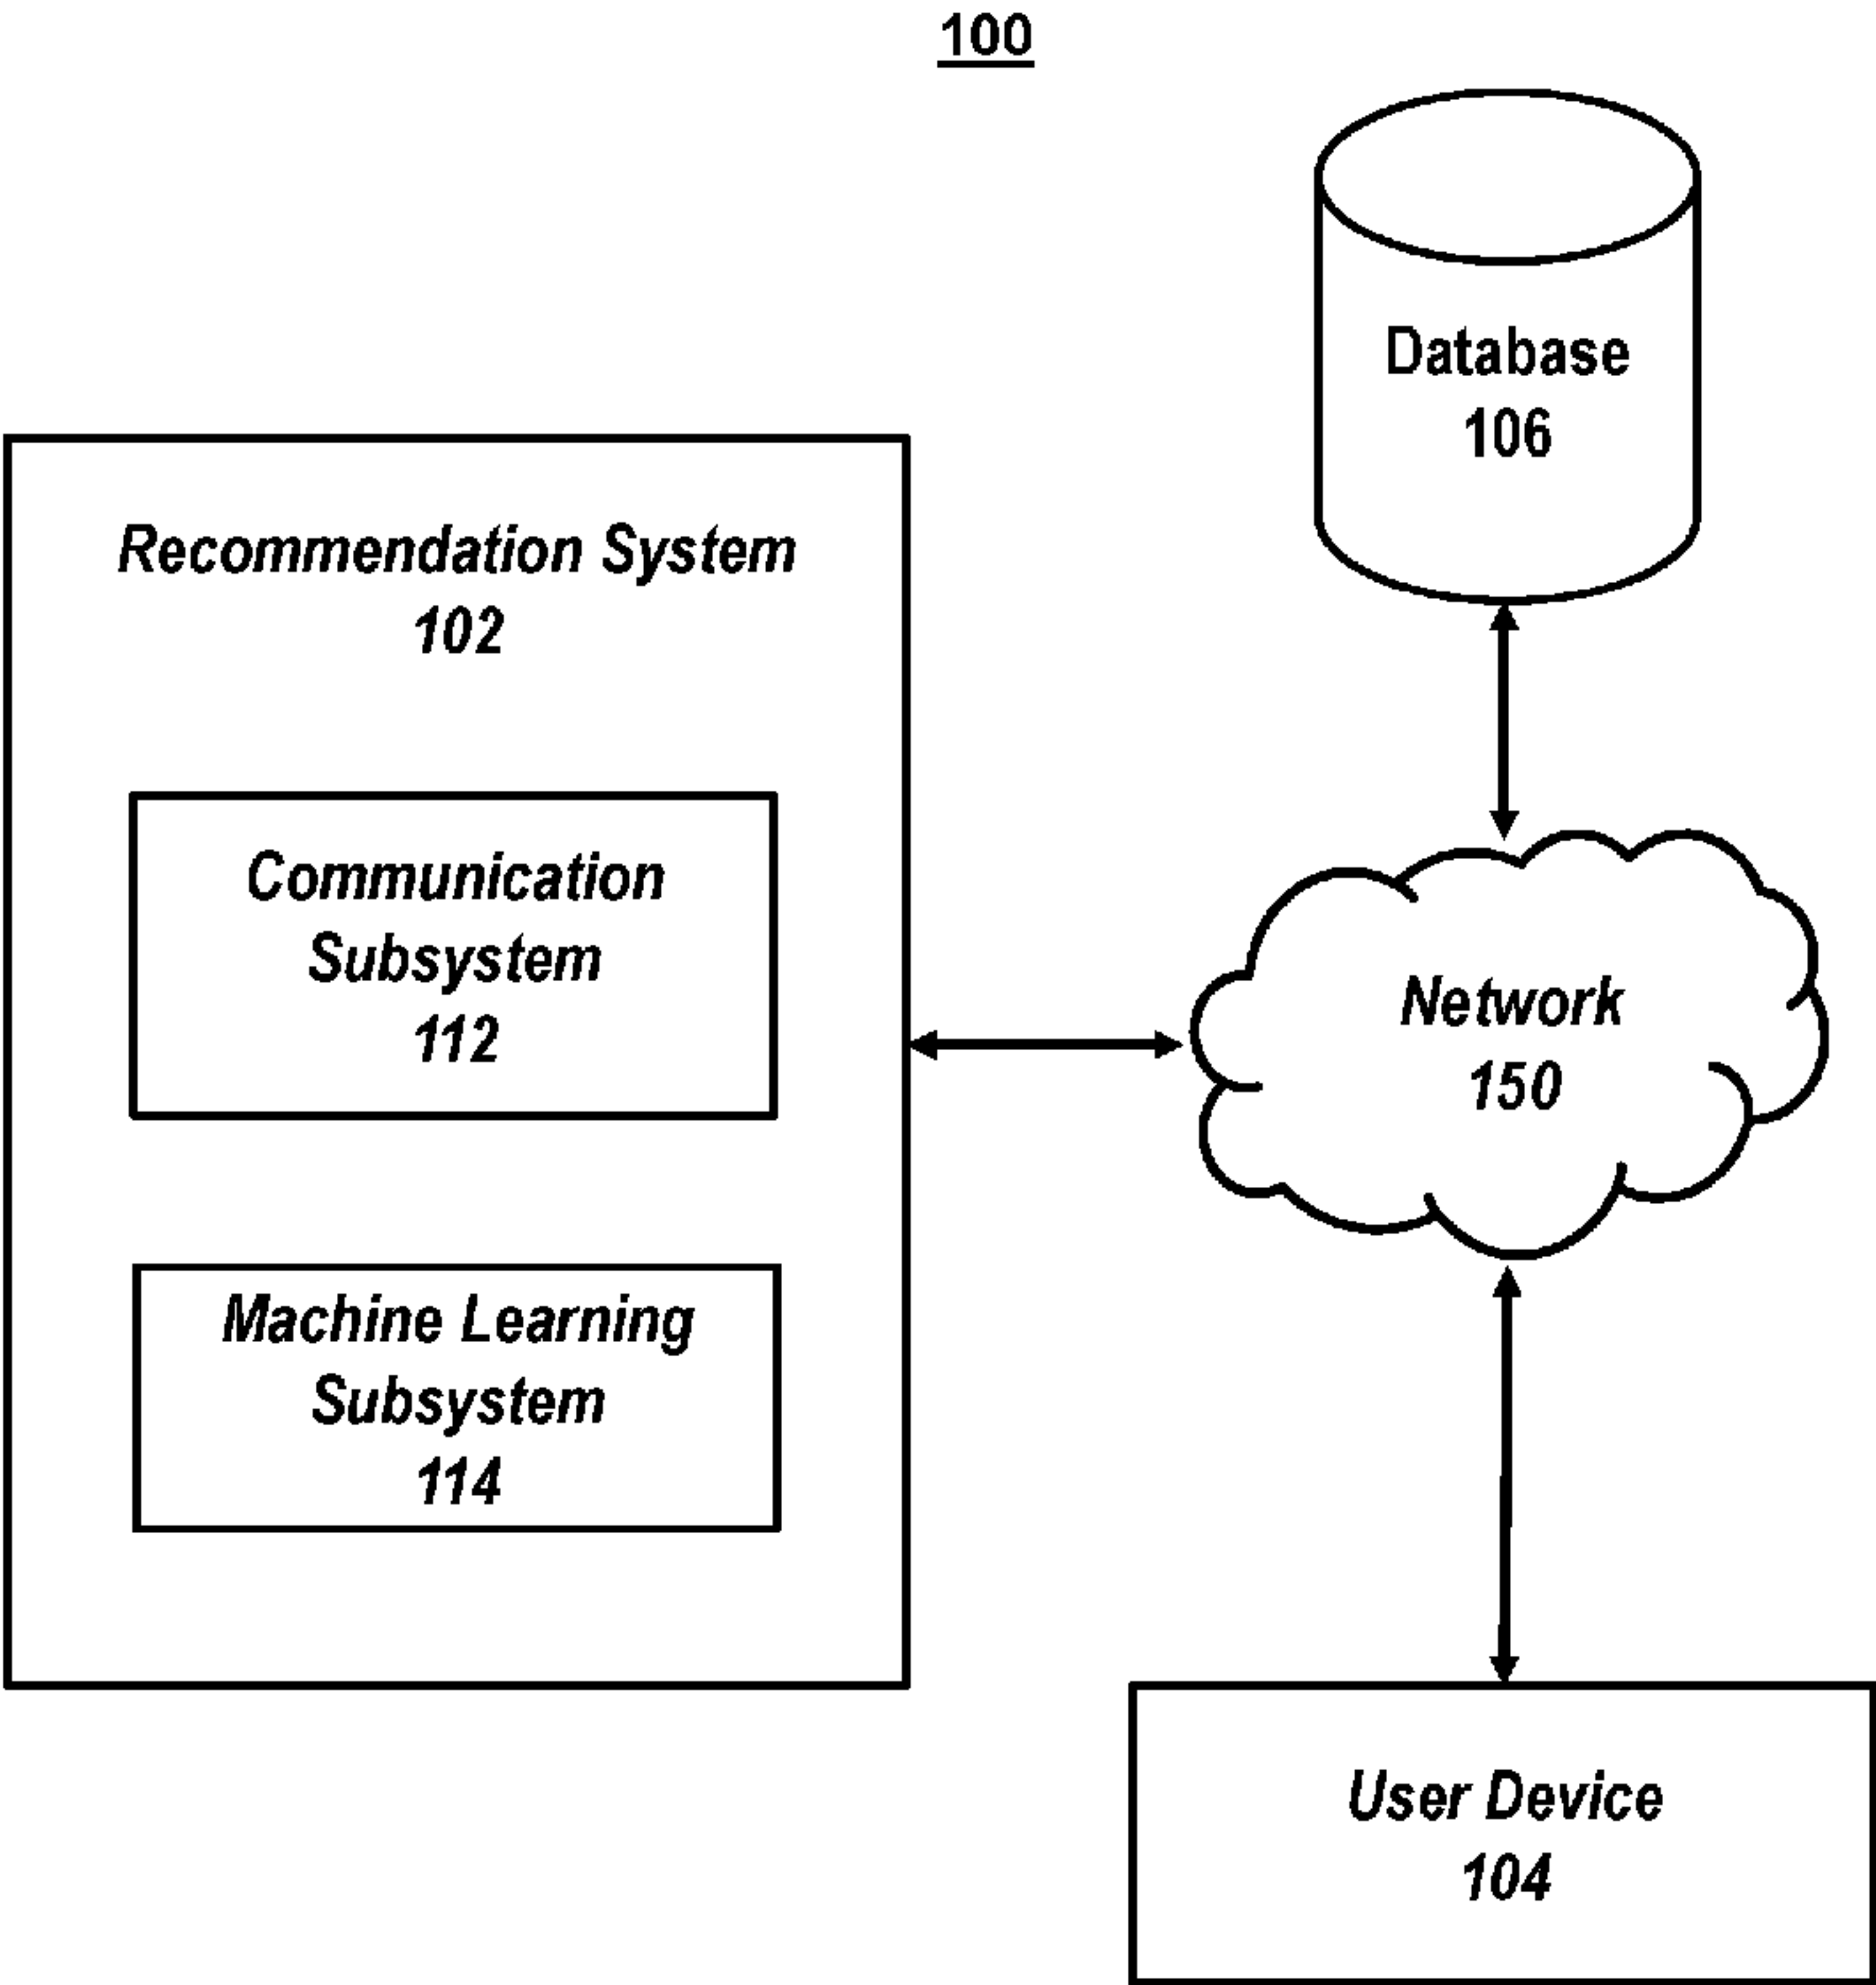 100
Database
106
Recommendation System
102
Communication
Subsystem
112
Network
150
Machine Learning
Subsystem
114
User Device
104